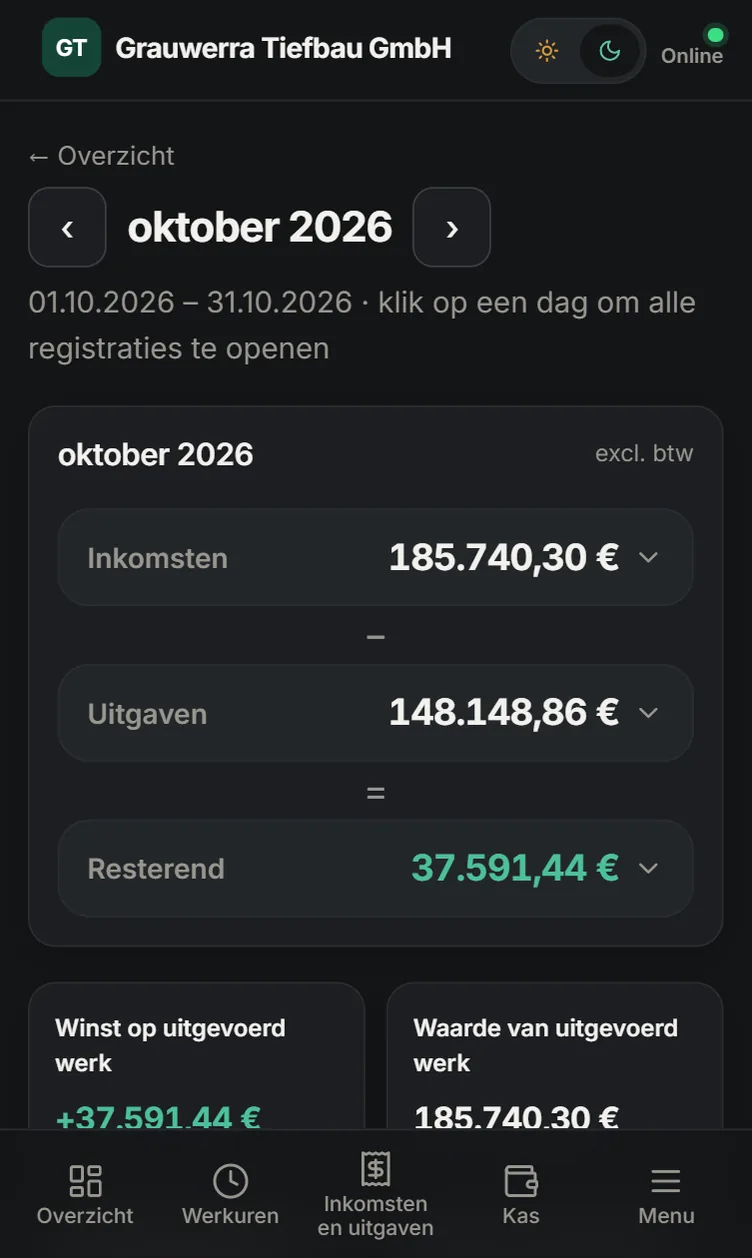 GT Grauwerra Tiefbau GmbH
Online
← Overzicht
‹ oktober 2026 ›
01.10.2026 – 31.10.2026 · klik op een dag om alle
registraties te openen
oktober 2026 excl. btw
Inkomsten 185.740,30 €
−
Uitgaven 148.148,86 €
=
Resterend 37.591,44 €
Winst op uitgevoerd
werk
+37.591,44 €
Waarde van uitgevoerd
werk
185.740,30 €
Overzicht
Werkuren
Inkomsten
en uitgaven
Kas
Menu